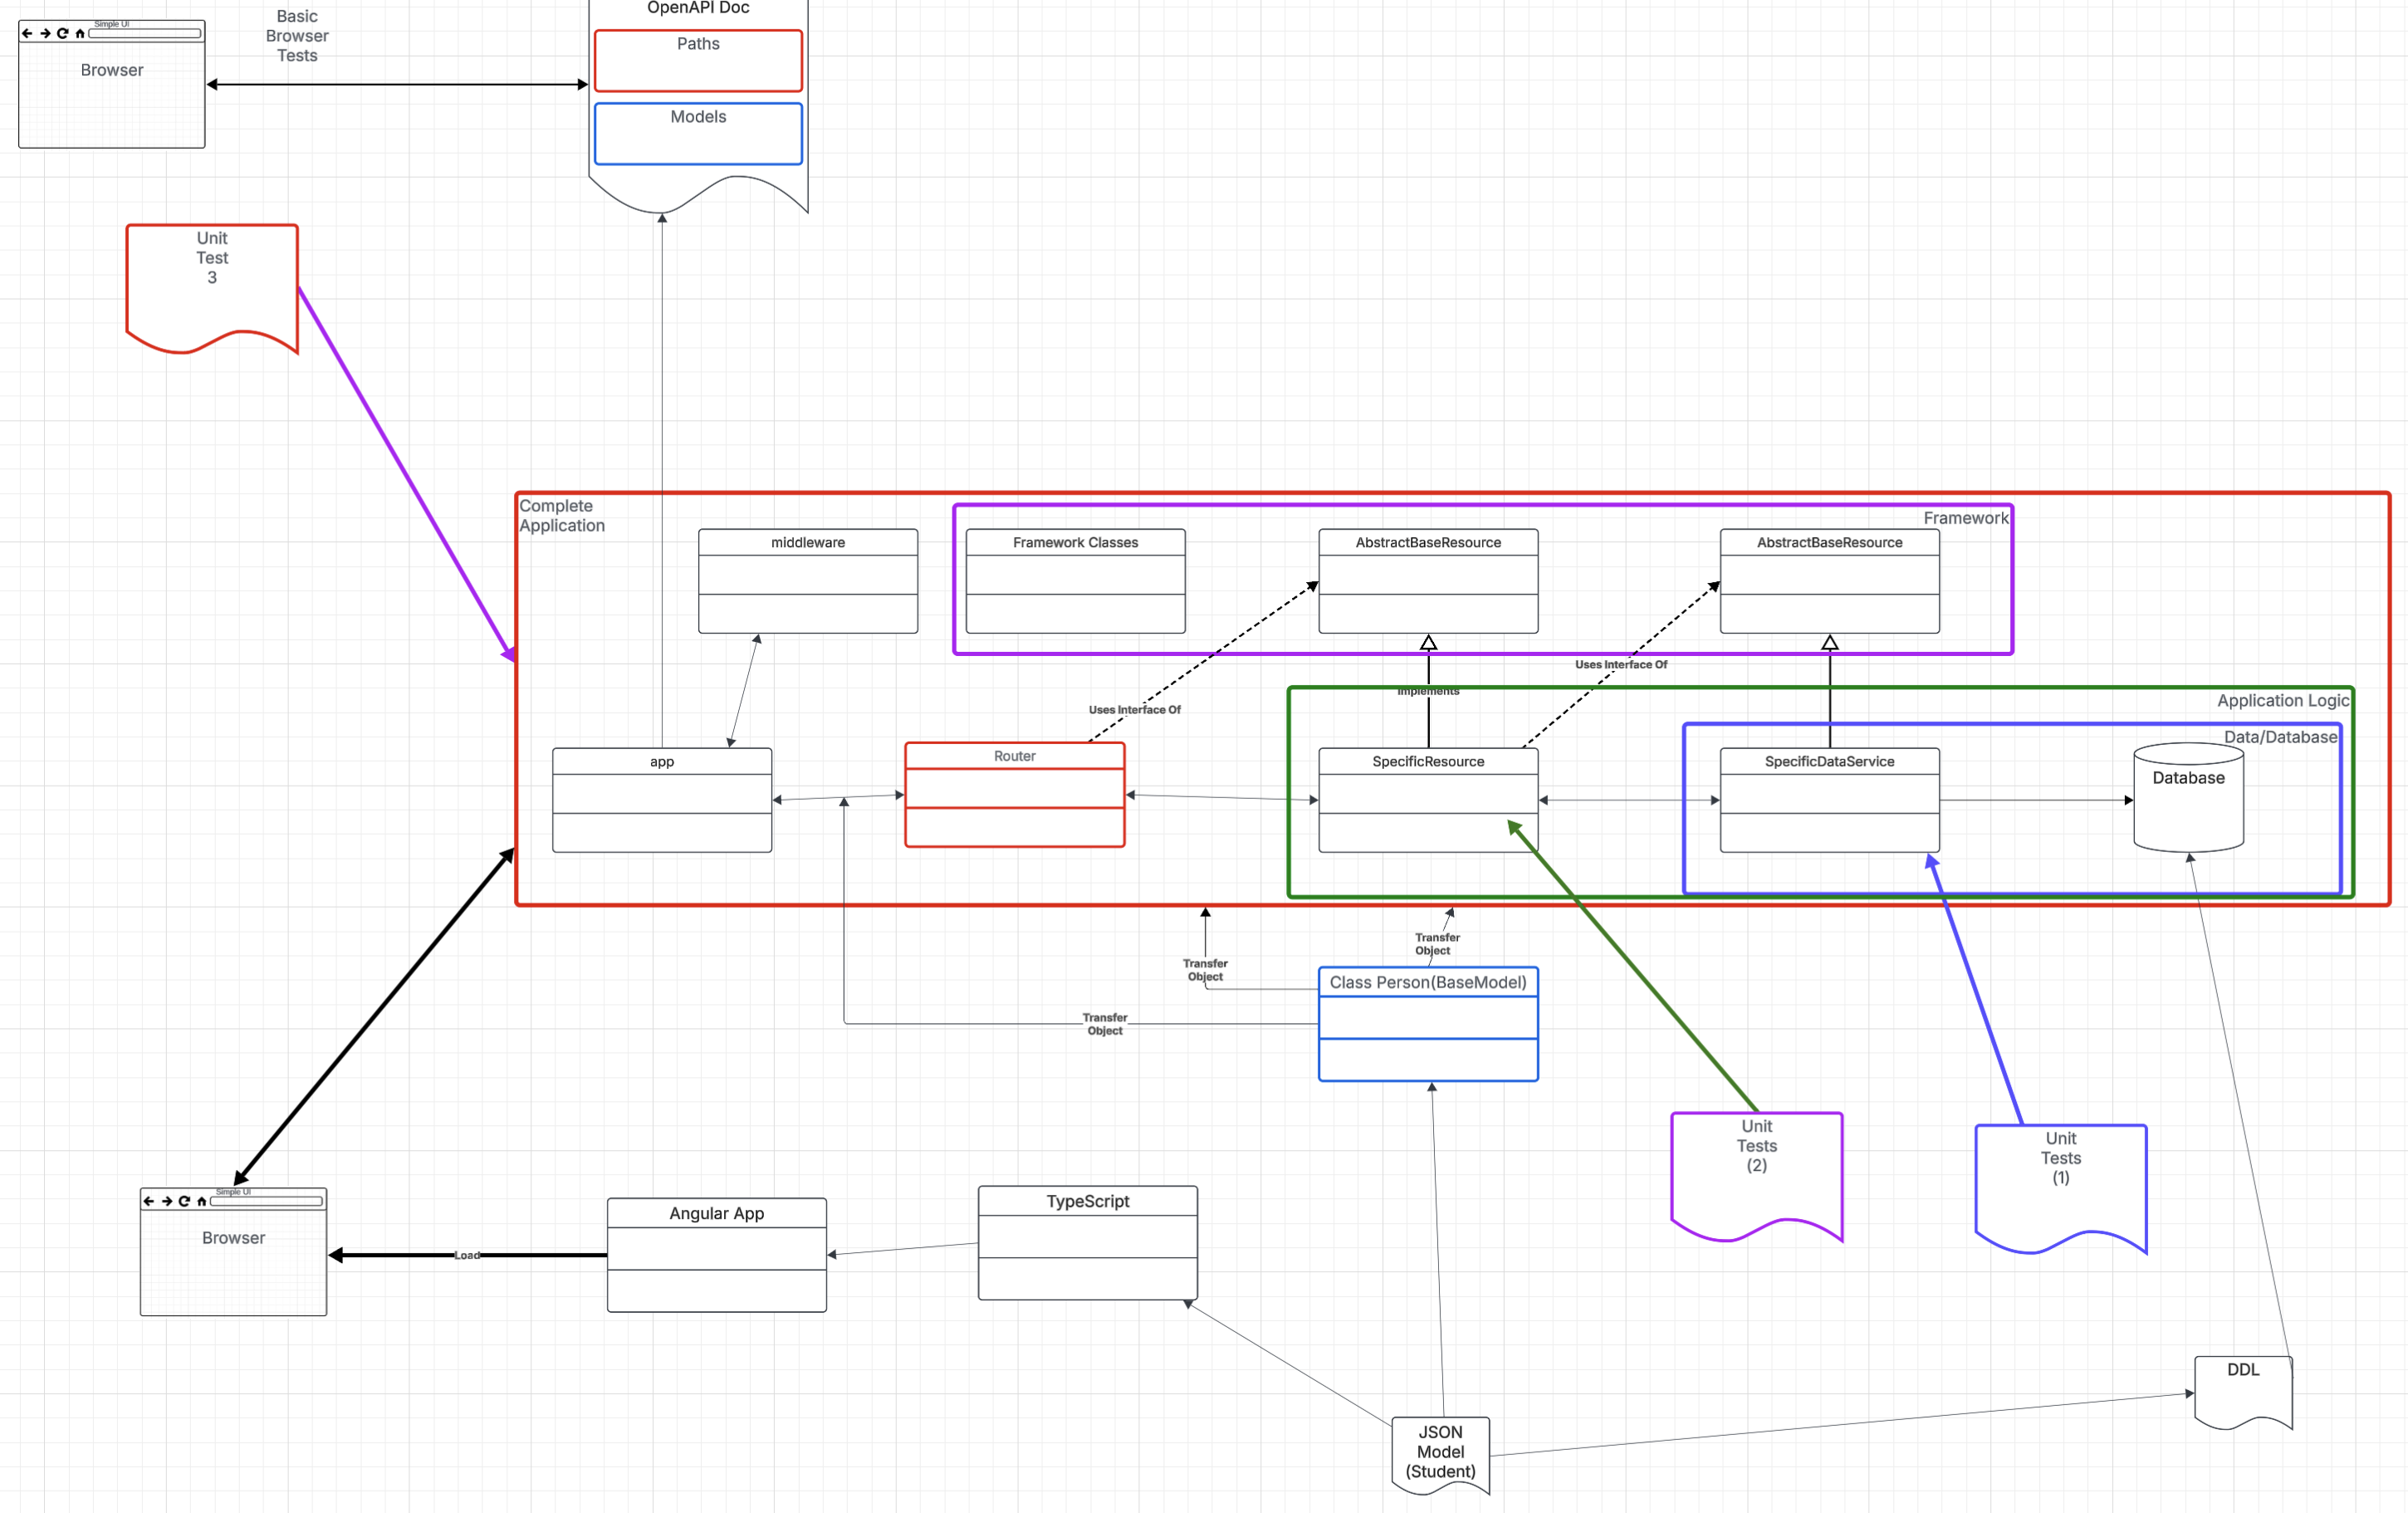 OpenAPI Doc
Simple UI
Browser
Basic
Browser
Tests
Paths
Models
Unit
Test
3
Complete
Application
Framework
middleware
Framework Classes
AbstractBaseResource
AbstractBaseResource
Uses Interface Of
Implements
Uses Interface Of
Application Logic
Data/Database
app
Router
SpecificResource
SpecificDataService
Database
Transfer
Object
Transfer
Object
Class Person(BaseModel)
Transfer
Object
Unit
Tests
(2)
Unit
Tests
(1)
Simple UI
Browser
Load
Angular App
TypeScript
DDL
JSON
Model
(Student)